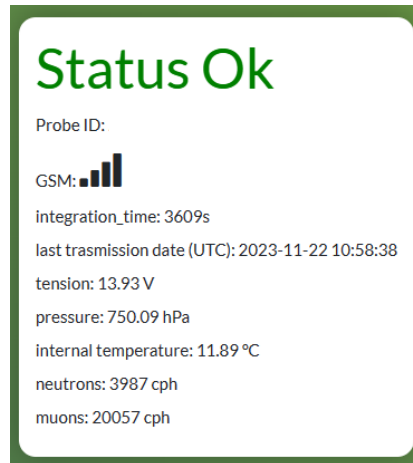 Status Ok
Probe ID:
GSM:
integration_time: 3609s
last trasmission date (UTC): 2023-11-22 10:58:38
tension: 13.93 V
pressure: 750.09 hPa
internal temperature: 11.89 °C
neutrons: 3987 cph
muons: 20057 cph